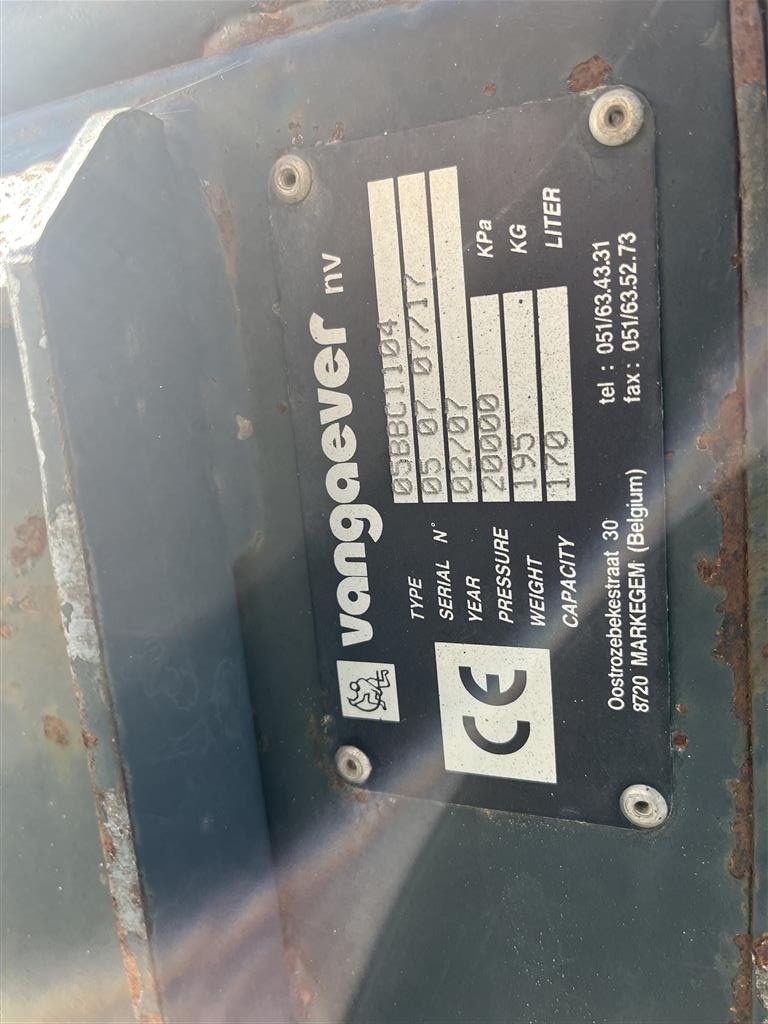 vangaever nv
TYPE 05BBC1104
SERIAL N° 05 07 07717
YEAR 02/07
PRESSURE 20000 KPa
WEIGHT 195 KG
CAPACITY 170 LITER
CE
Oostrozebekestraat 30 tel : 051/63.43.31
8720 MARKEGEM (Belgium) fax : 051/63.52.73